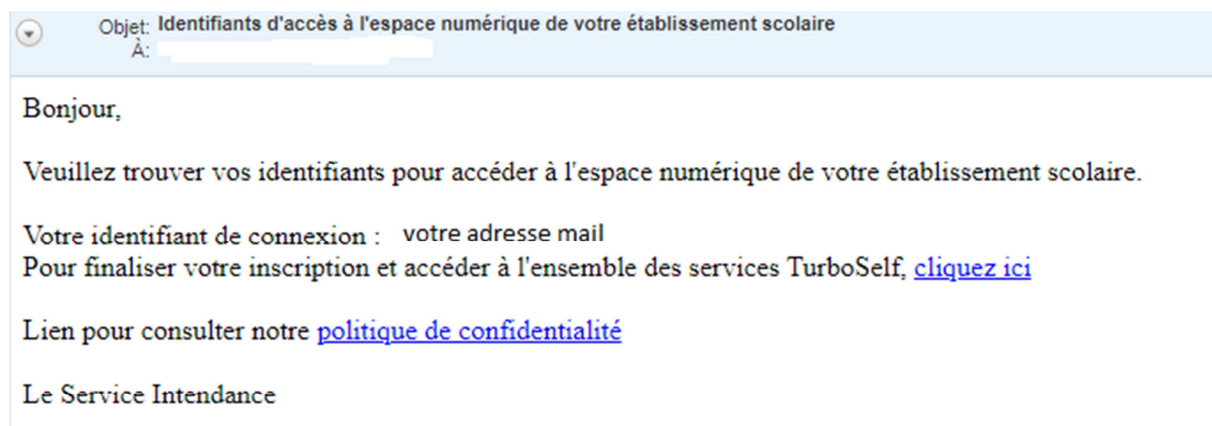 Objet: Identifiants d'accès à l'espace numérique de votre établissement scolaire
À:
Bonjour,
Veuillez trouver vos identifiants pour accéder à l'espace numérique de votre établissement scolaire.
Votre identifiant de connexion : votre adresse mail
Pour finaliser votre inscription et accéder à l'ensemble des services TurboSelf, cliquez ici
Lien pour consulter notre politique de confidentialité
Le Service Intendance